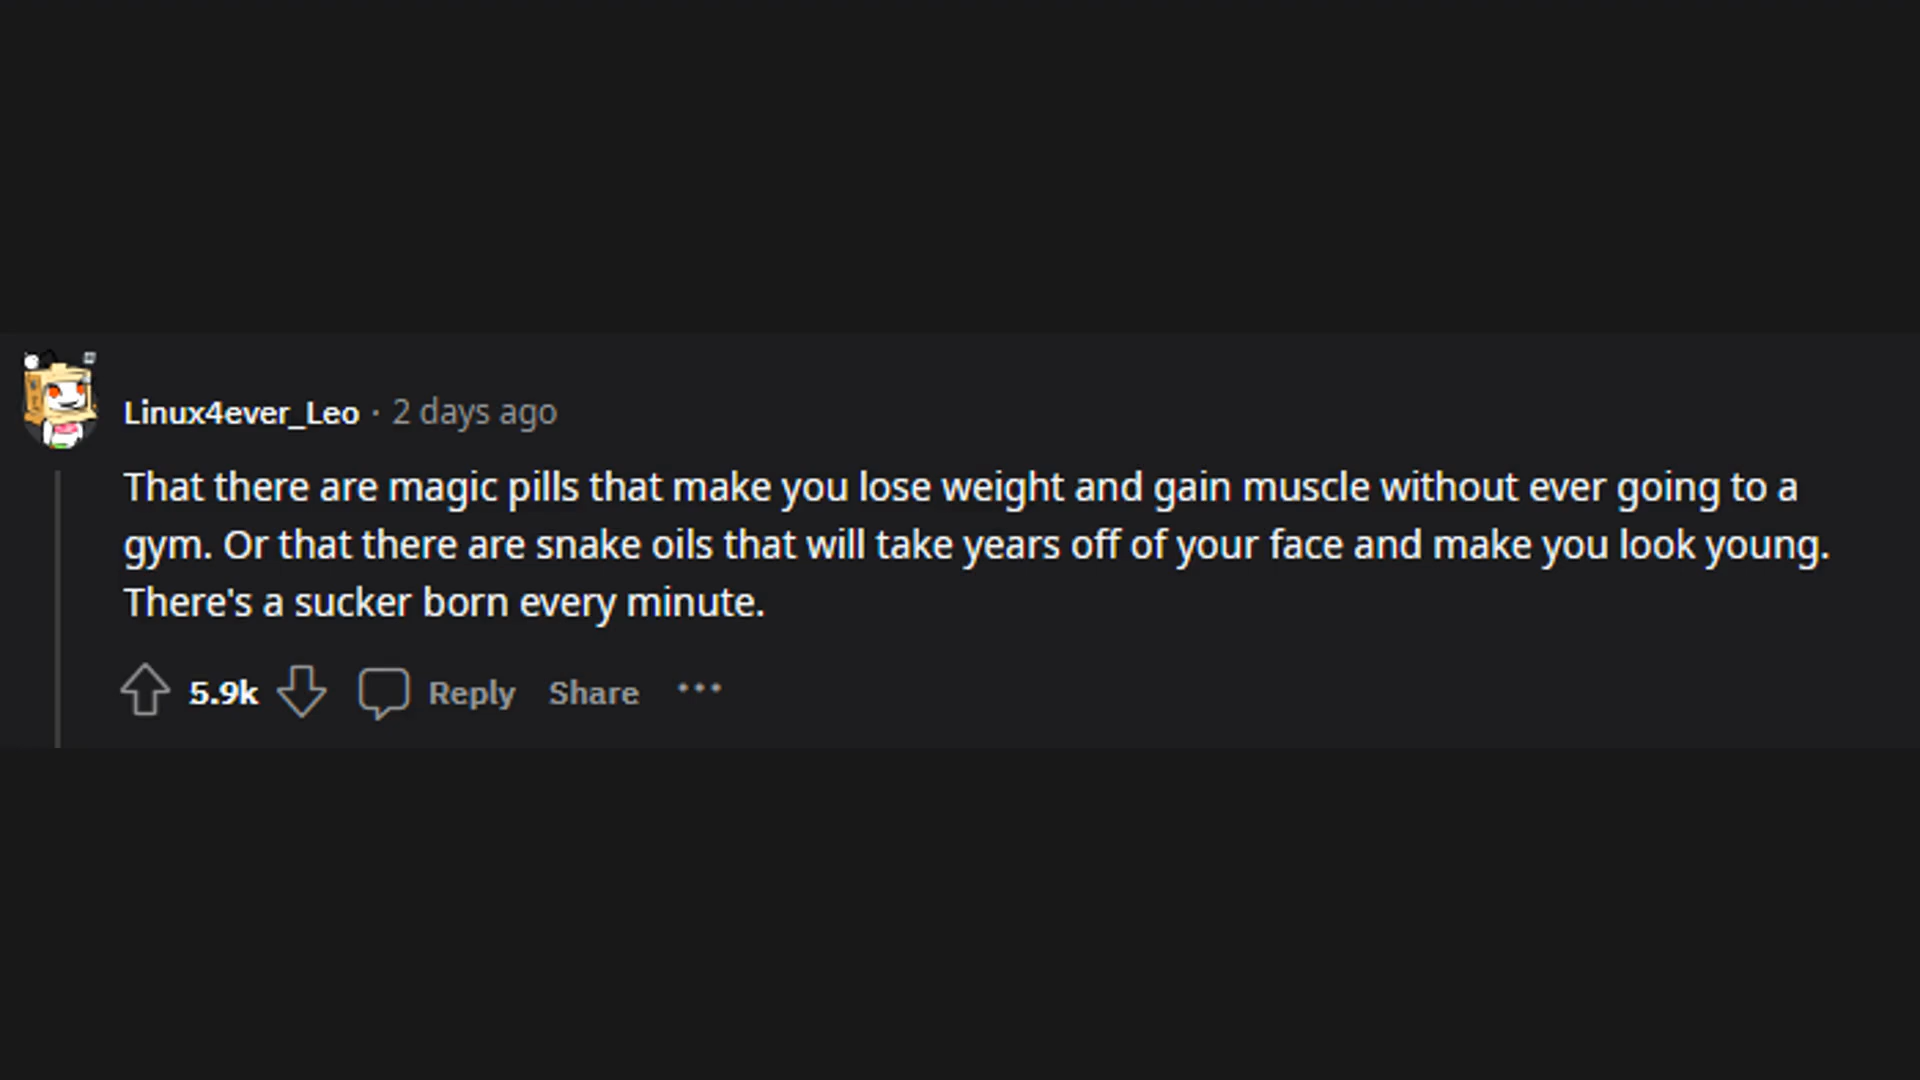 Linux4ever_Leo · 2 days ago
That there are magic pills that make you lose weight and gain muscle without ever going to a
gym. Or that there are snake oils that will take years off of your face and make you look young.
There's a sucker born every minute.
5.9k Reply Share ···